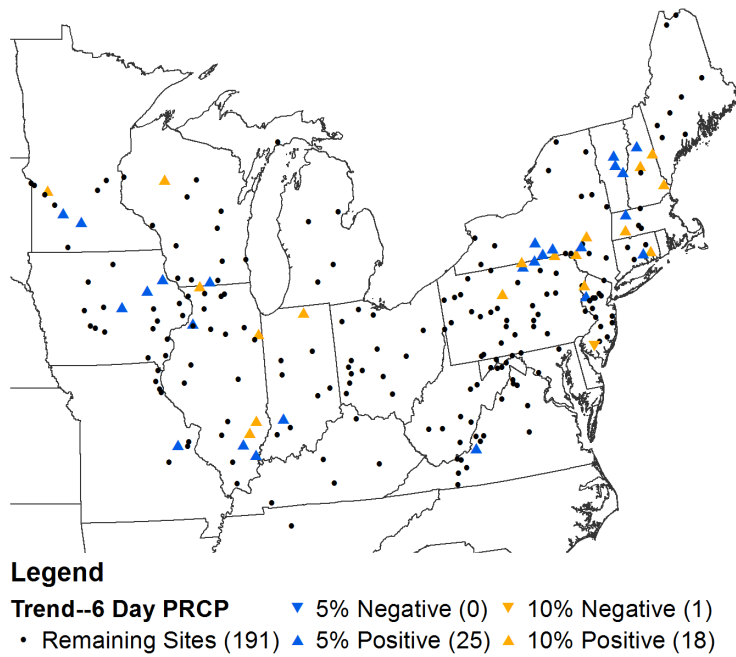 Legend
Trend--6 Day PRCP ▼ 5% Negative (0) ▼ 10% Negative (1)
• Remaining Sites (191) ▲ 5% Positive (25) ▲ 10% Positive (18)